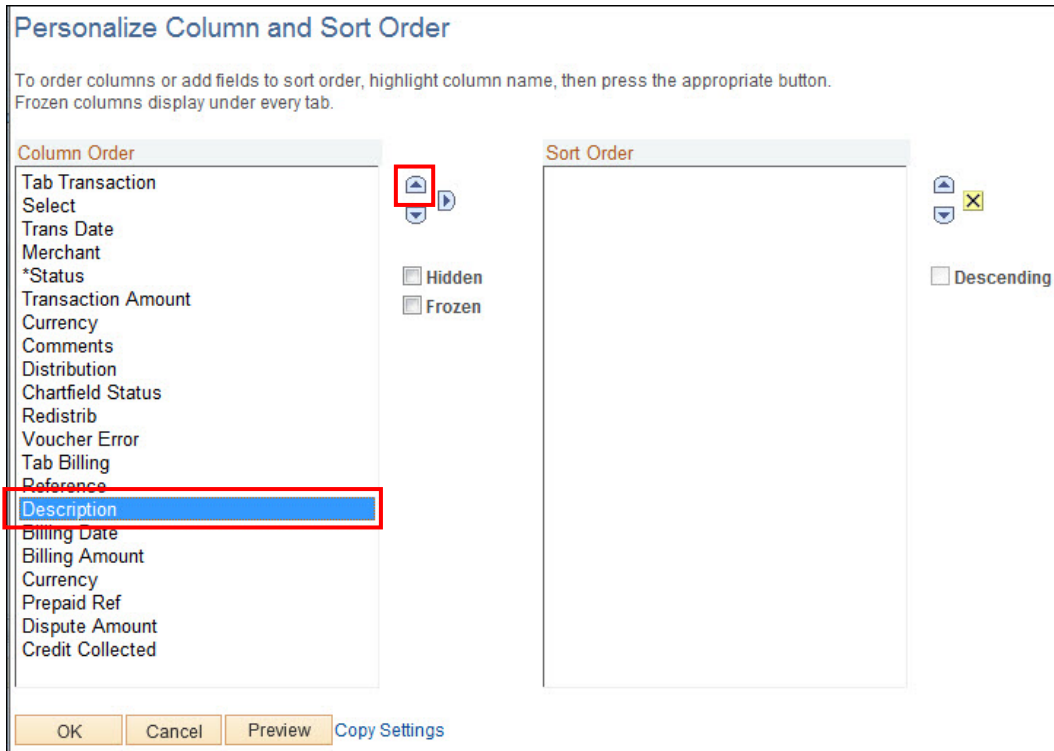 Personalize Column and Sort Order
To order columns or add fields to sort order, highlight column name, then press the appropriate button.
Frozen columns display under every tab.
Column Order
Tab Transaction
Select
Trans Date
Merchant
*Status
Transaction Amount
Currency
Comments
Distribution
Chartfield Status
Redistrib
Voucher Error
Tab Billing
Reference
Description
Billing Date
Billing Amount
Currency
Prepaid Ref
Dispute Amount
Credit Collected
Hidden
Frozen
Sort Order
Descending
OK Cancel Preview Copy Settings